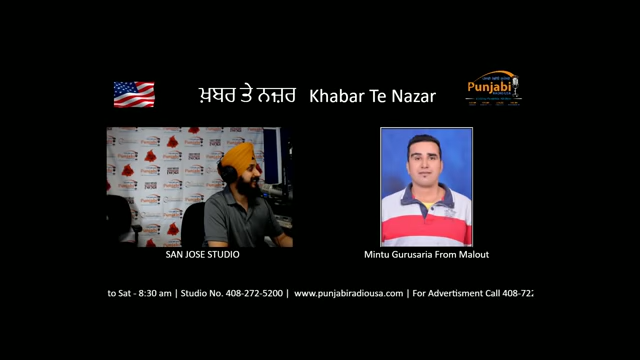 ਖ਼ਬਰ ਤੇ ਨਜ਼ਰ Khabar Te Nazar
Punjabi
SAN JOSE STUDIO
Mintu Gurusaria From Malout
to Sat - 8:30 am | Studio No. 408-272-5200 | www.punjabiradiousa.com | For Advertisment Call 408-722